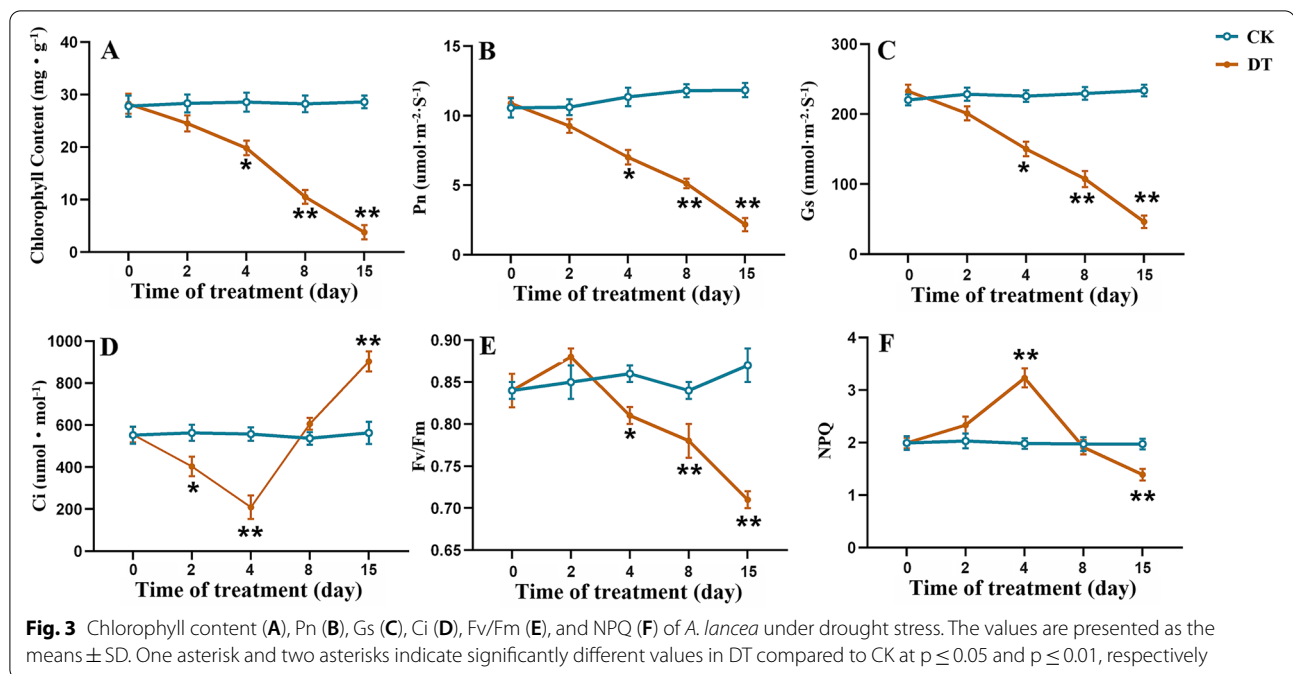 A
Chlorophyll Content (mg • g⁻¹)
40
30
20
10
0
*
**
**
0 2 4 8 15
Time of treatment (day)
B
Pn (umol·m⁻²·S⁻¹)
15
10
5
0
*
**
**
0 2 4 8 15
Time of treatment (day)
C
Gs (mmol·m⁻²·S⁻¹)
300
200
100
0
*
**
**
0 2 4 8 15
Time of treatment (day)
CK
DT
D
Ci (umol • mol⁻¹)
1000
800
600
400
200
0
*
**
**
0 2 4 8 15
Time of treatment (day)
E
Fv/Fm
0.90
0.85
0.80
0.75
0.70
0.65
*
**
**
0 2 4 8 15
Time of treatment (day)
F
NPQ
4
3
2
1
0
**
**
0 2 4 8 15
Time of treatment (day)
Fig. 3 Chlorophyll content (A), Pn (B), Gs (C), Ci (D), Fv/Fm (E), and NPQ (F) of A. lancea under drought stress. The values are presented as the
means ± SD. One asterisk and two asterisks indicate significantly different values in DT compared to CK at p ≤ 0.05 and p ≤ 0.01, respectively